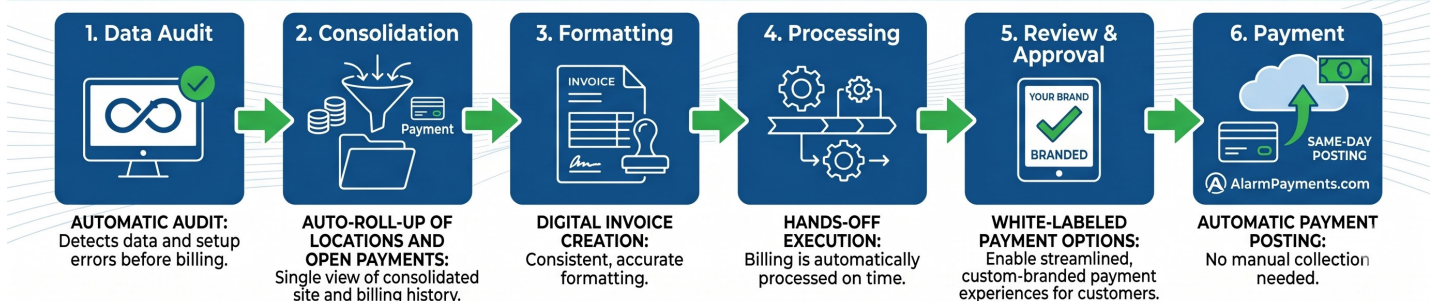 1. Data Audit
AUTOMATIC AUDIT:
Detects data and setup
errors before billing.
2. Consolidation
Payment
AUTO-ROLL-UP OF
LOCATIONS AND
OPEN PAYMENTS:
Single view of consolidated
site and billing history.
3. Formatting
INVOICE
DIGITAL INVOICE
CREATION:
Consistent, accurate
formatting.
4. Processing
HANDS-OFF
EXECUTION:
Billing is automatically
processed on time.
5. Review &
Approval
YOUR BRAND
BRANDED
WHITE-LABELED
PAYMENT OPTIONS:
Enable streamlined,
custom-branded payment
experiences for customers.
6. Payment
SAME-DAY
POSTING
AlarmPayments.com
AUTOMATIC PAYMENT
POSTING:
No manual collection
needed.